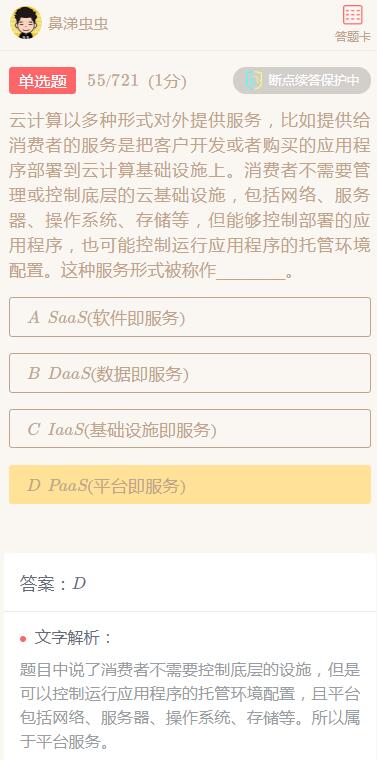 鼻涕虫虫
答题卡
单选题 55/721 (1分) 断点续答保护中
云计算以多种形式对外提供服务，比如提供给
消费者的服务是把客户开发或者购买的应用程
序部署到云计算基础设施上。消费者不需要管
理或控制底层的云基础设施，包括网络、服务
器、操作系统、存储等，但能够控制部署的应
用程序，也可能控制运行应用程序的托管环境
配置。这种服务形式被称作________。
A SaaS(软件即服务)
B DaaS(数据即服务)
C IaaS(基础设施即服务)
D PaaS(平台即服务)
答案：D
文字解析：
题目中说了消费者不需要控制底层的设施，但是
可以控制运行应用程序的托管环境配置，且平台
包括网络、服务器、操作系统、存储等。所以属
于平台服务。